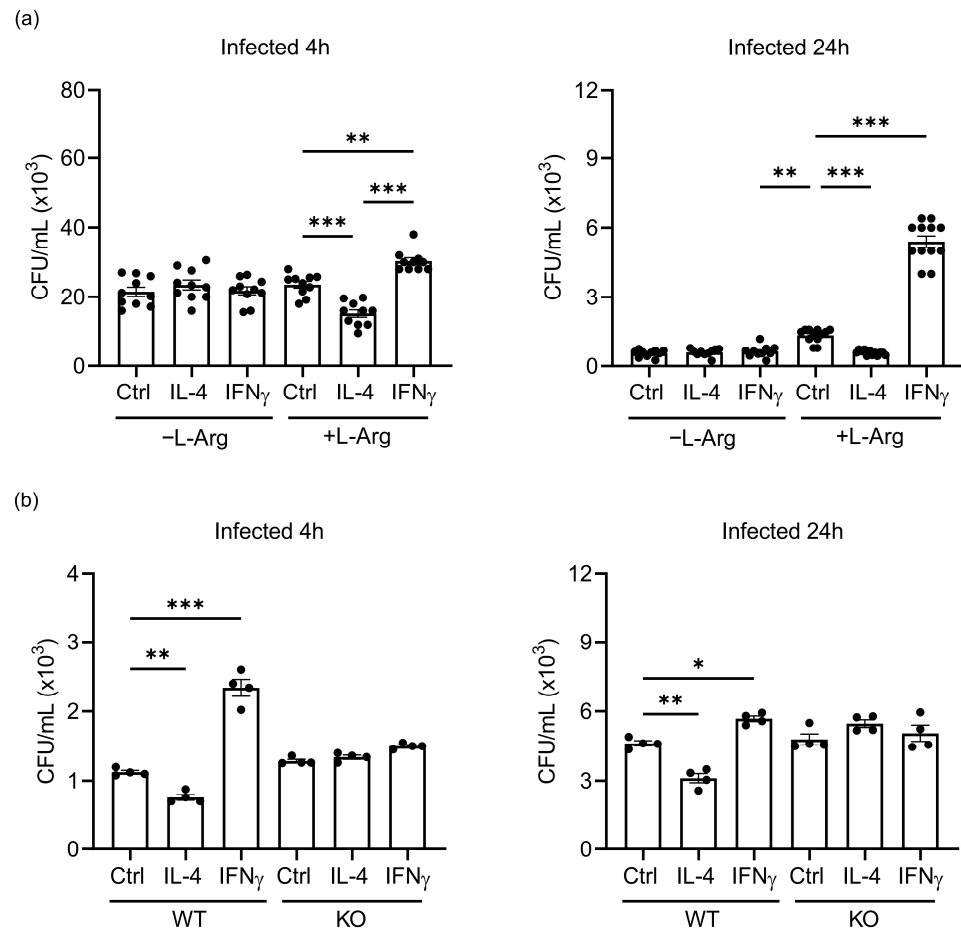 (a)
Infected 4h
CFU/mL (x10³)
80
60
40
20
0
** 
***
***
Ctrl IL-4 IFNγ Ctrl IL-4 IFNγ
−L-Arg +L-Arg
Infected 24h
CFU/mL (x10³)
12
9
6
3
0
***
** ***
Ctrl IL-4 IFNγ Ctrl IL-4 IFNγ
−L-Arg +L-Arg
(b)
Infected 4h
CFU/mL (x10³)
4
3
2
1
0
***
**
Ctrl IL-4 IFNγ Ctrl IL-4 IFNγ
WT KO
Infected 24h
CFU/mL (x10³)
12
9
6
3
0
*
**
Ctrl IL-4 IFNγ Ctrl IL-4 IFNγ
WT KO